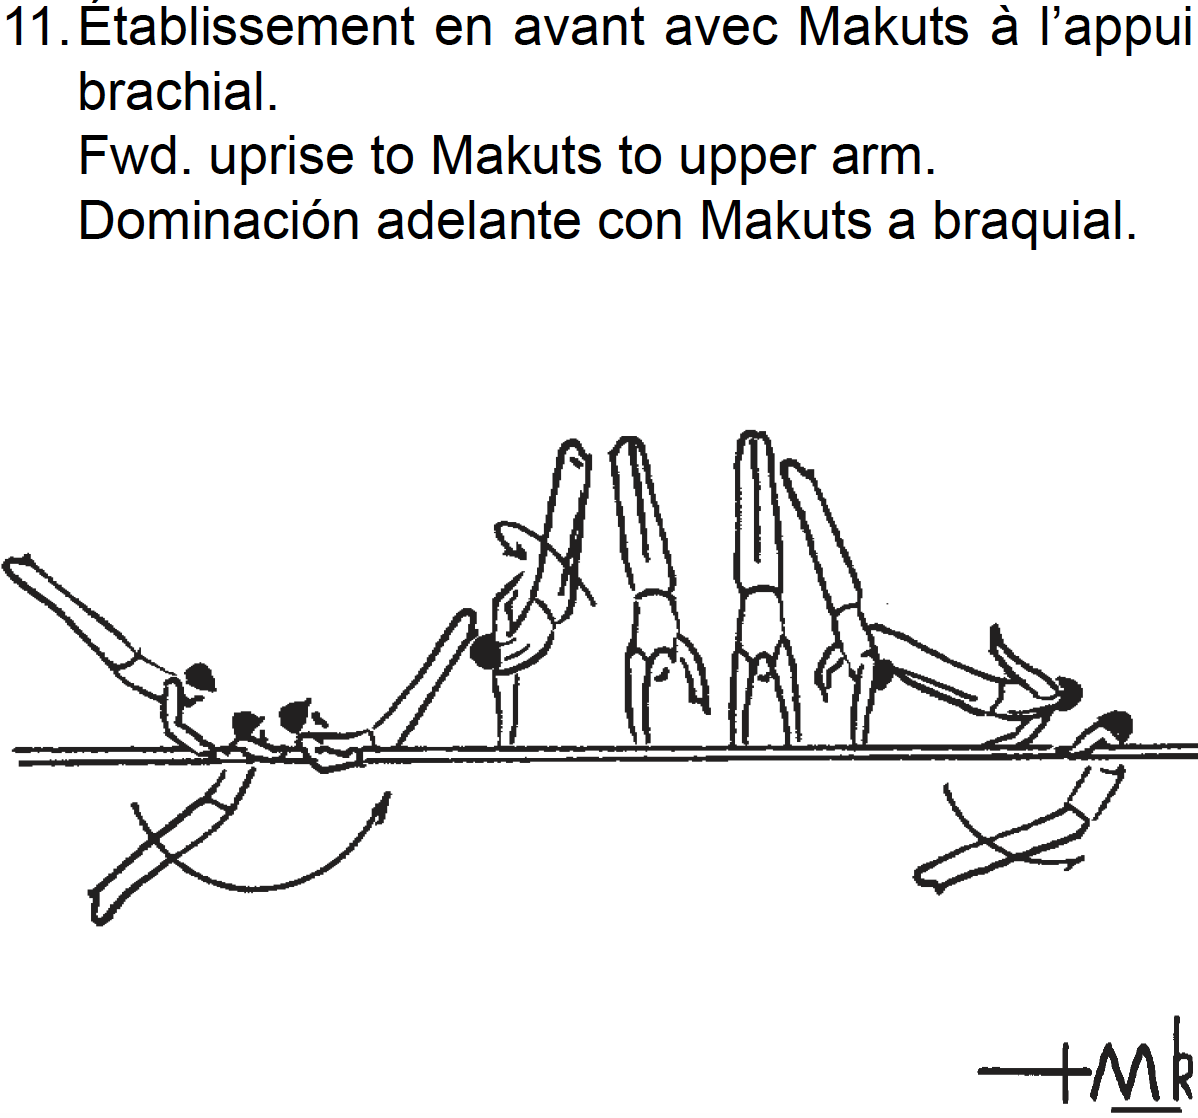 11. Établissement en avant avec Makuts à l’appui
brachial.
Fwd. uprise to Makuts to upper arm.
Dominación adelante con Makuts a braquial.
Mk